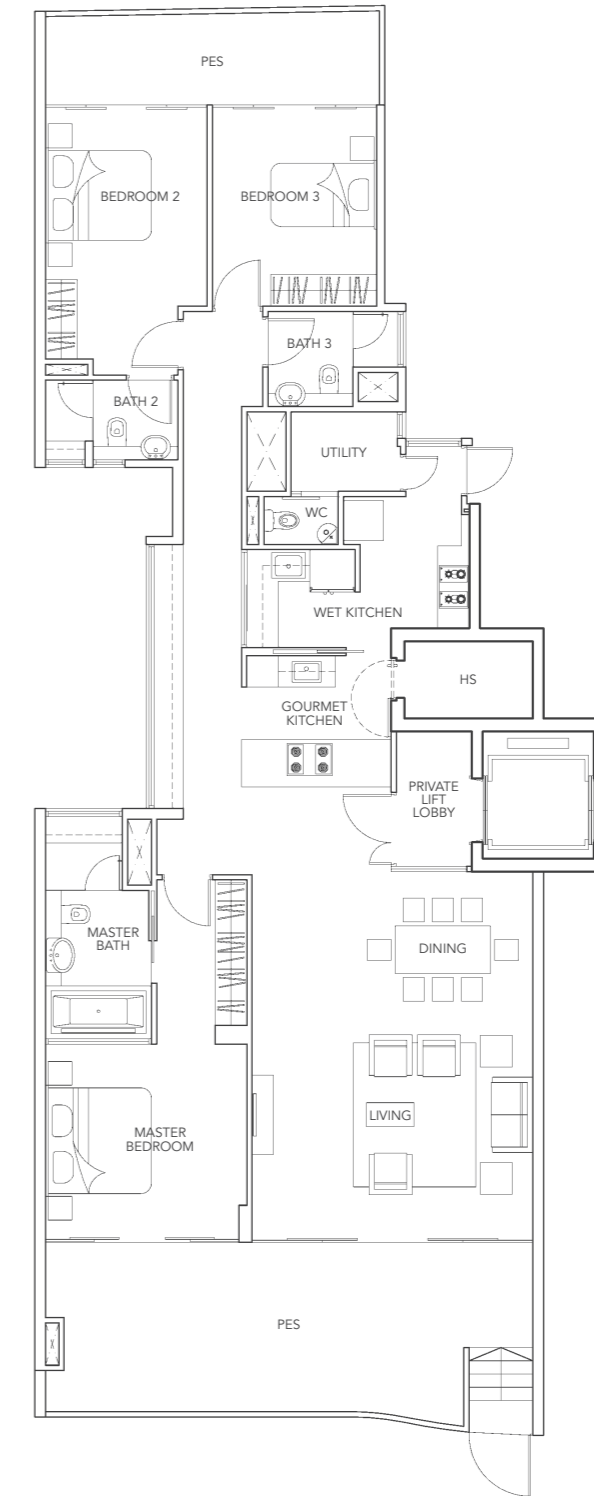 PES
BEDROOM 2
BEDROOM 3
BATH 3
BATH 2
UTILITY
WC
WET KITCHEN
HS
GOURMET
KITCHEN
PRIVATE
LIFT
LOBBY
MASTER
BATH
DINING
LIVING
MASTER
BEDROOM
PES